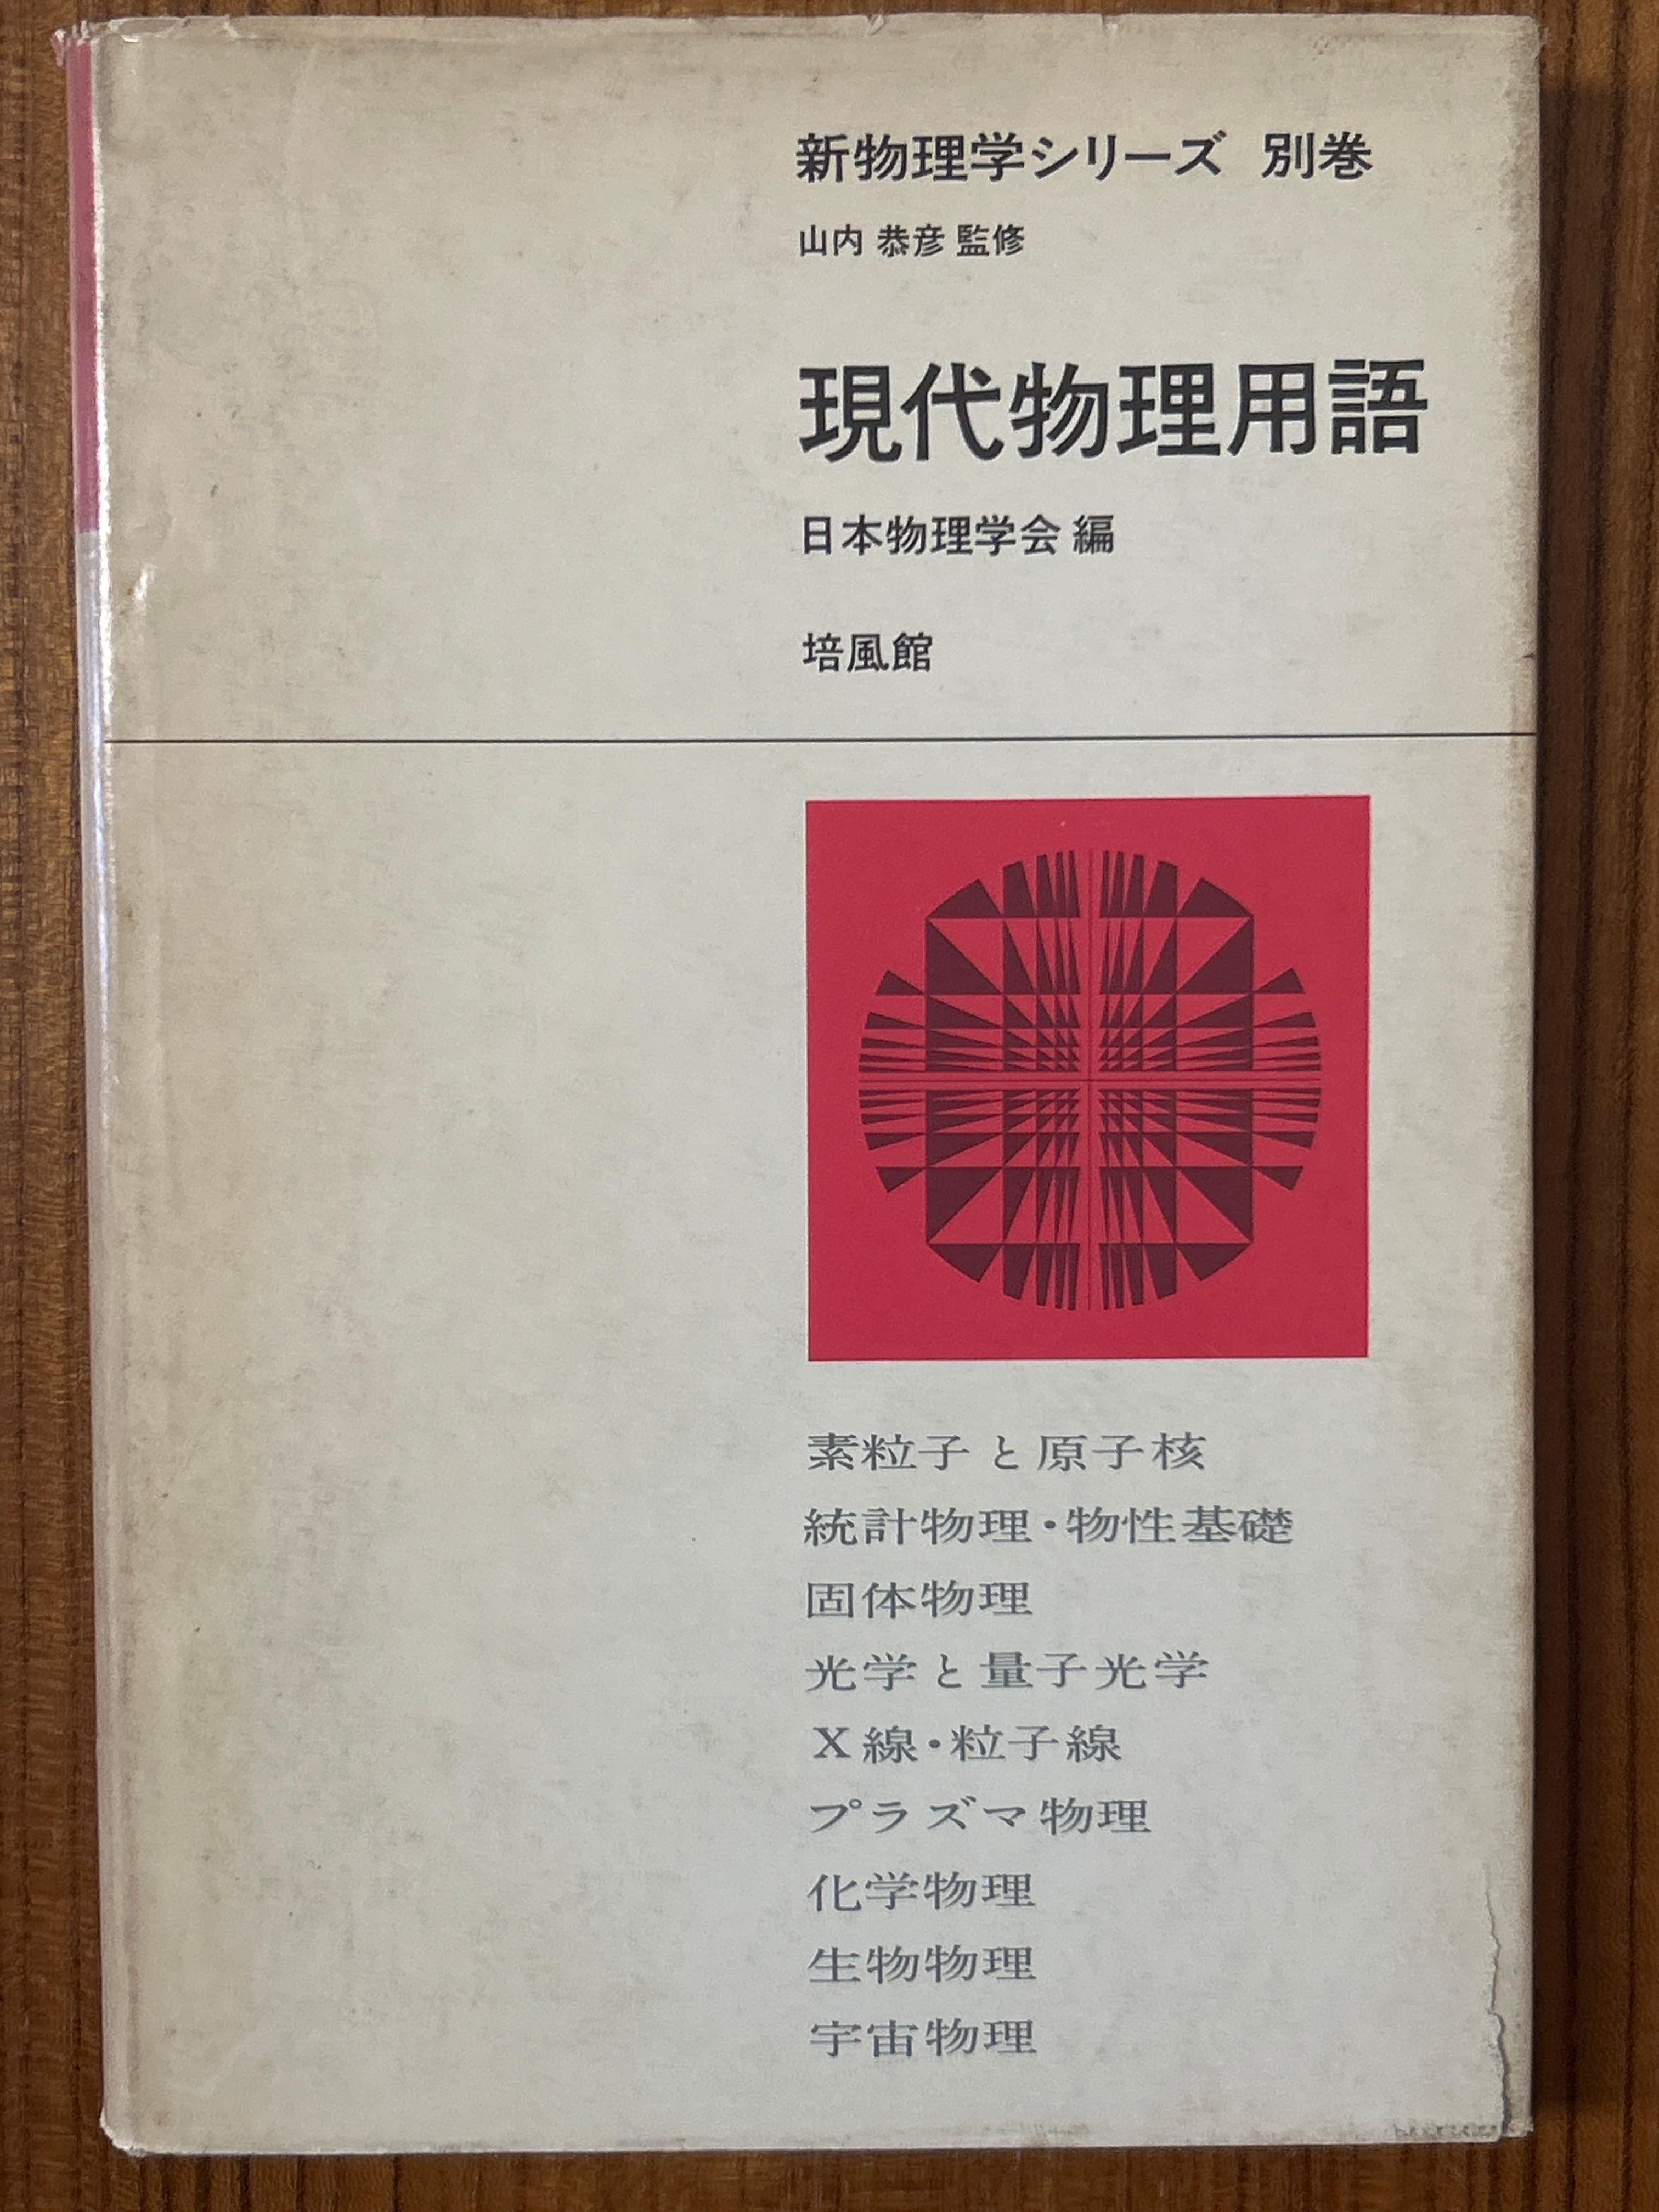 新物理学シリーズ 別巻
山内 恭彦 監修
現代物理用語
日本物理学会 編
培風館
素粒子と原子核
統計物理・物性基礎
固体物理
光学と量子光学
X線・粒子線
プラズマ物理
化学物理
生物物理
宇宙物理